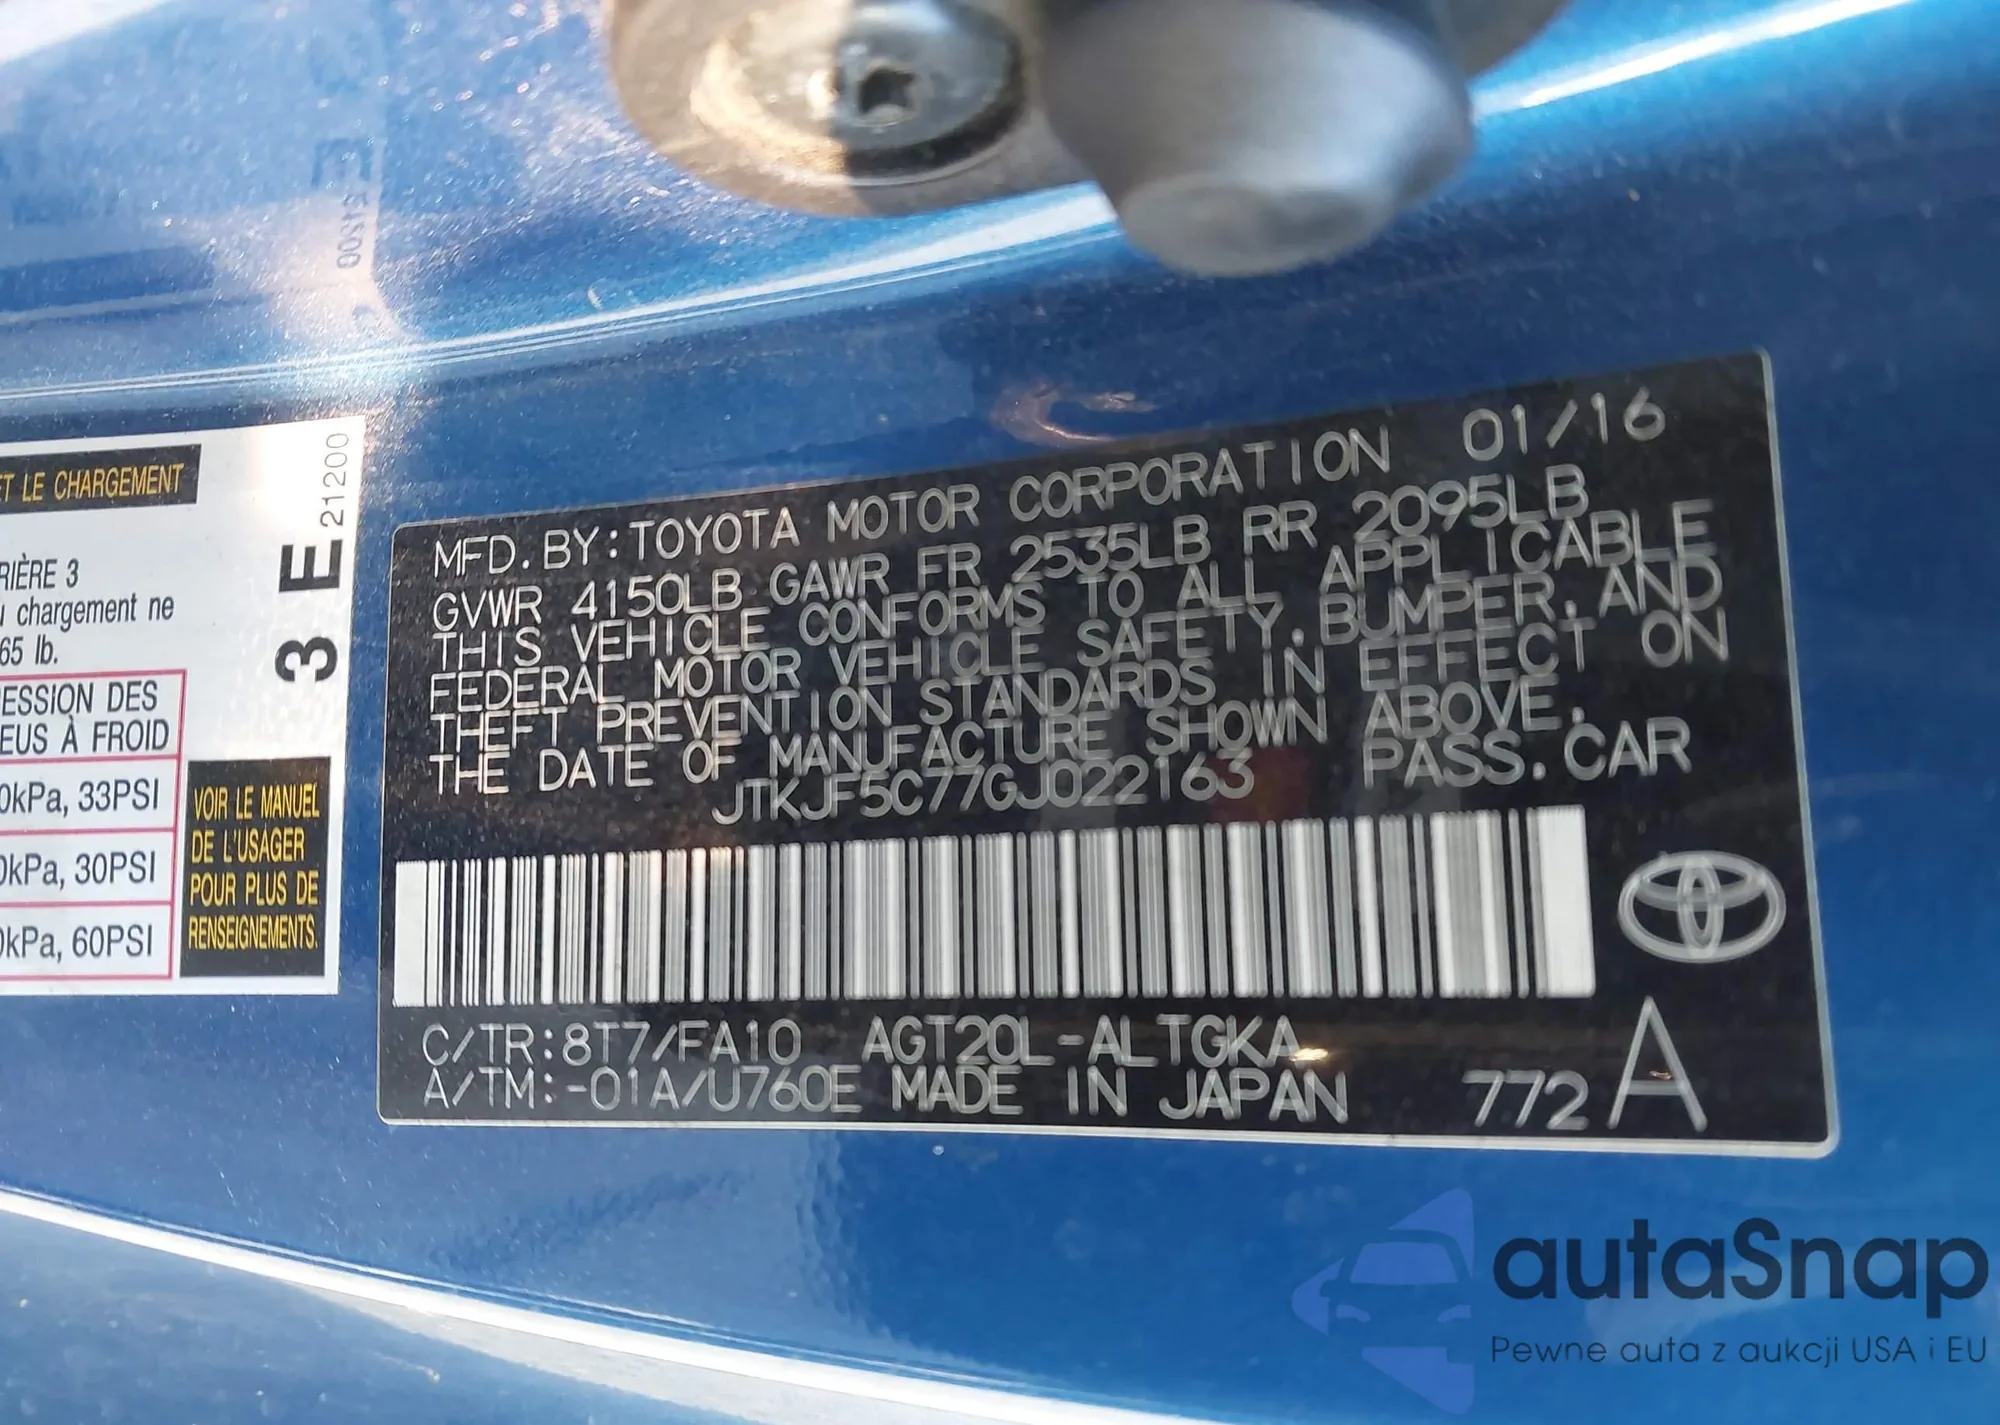 ET LE CHARGEMENT
RIÈRE 3
u chargement ne
65 lb.
ESSION DES
EUS À FROID
0kPa, 33PSI
0kPa, 30PSI
0kPa, 60PSI
3 E 21200
VOIR LE MANUEL
DE L'USAGER
POUR PLUS DE
RENSEIGNEMENTS.
MFD. BY:TOYOTA MOTOR CORPORATION 01/16
GVWR 4150LB GAWR FR 2535LB RR 2095LB
THIS VEHICLE CONFORMS TO ALL APPLICABLE
FEDERAL MOTOR VEHICLE SAFETY, BUMPER, AND
THEFT PREVENTION STANDARDS IN EFFECT ON
THE DATE OF MANUFACTURE SHOWN ABOVE.
JTKJF5C77GJ022163 PASS. CAR
C/TR:8T7/FA10 AGT20L-ALTGKA
A/TM:-01A/U760E MADE IN JAPAN 772 A
autaSnap
Pewne auta z aukcji USA i EU